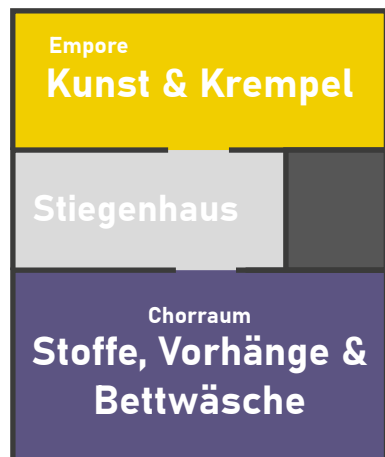 Empore
Kunst & Krempel
Stiegenhaus
Chorraum
Stoffe, Vorhänge &
Bettwäsche